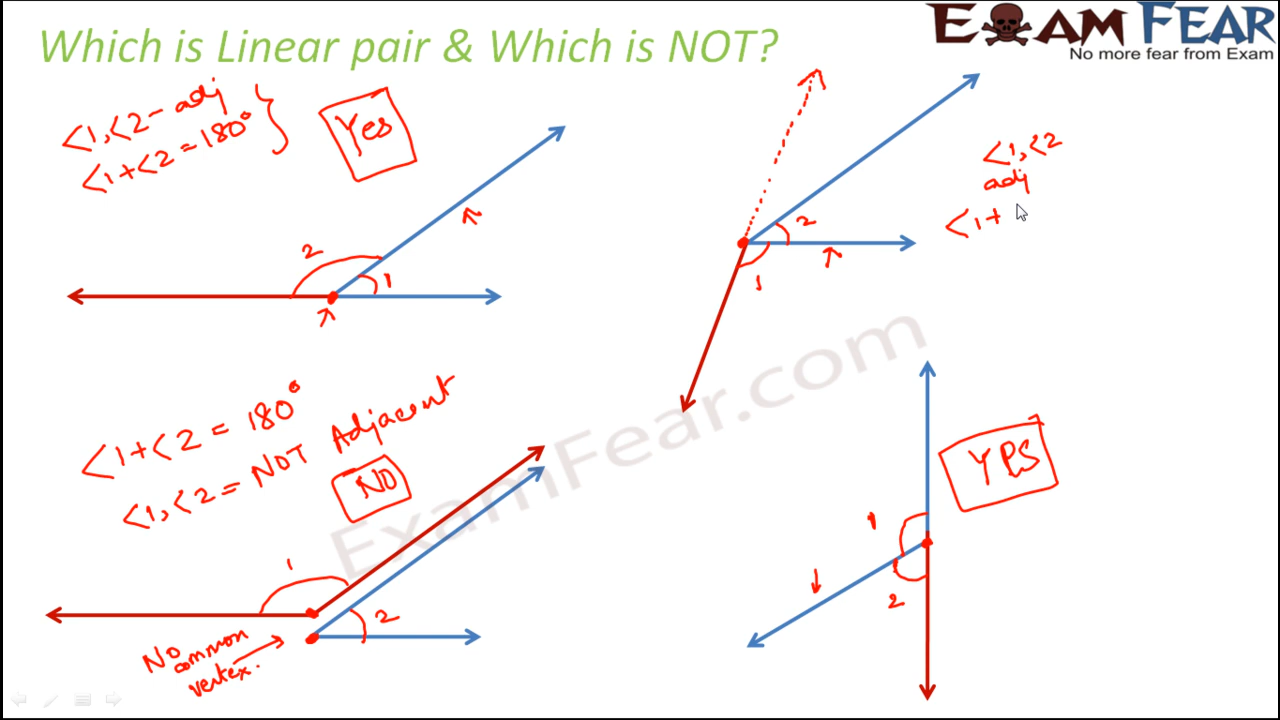 Which is Linear pair & Which is NOT?
EXAM FEAR
No more fear from Exam
<1,<2 - adj
<1+<2 = 180°
Yes
2
1
2
1
<1,<2
adj
<1+
<1+<2 = 180°
<1,<2 = NOT Adjacent
NO
1
2
No
common
vertex.
YES
1
2
ExamFear.com